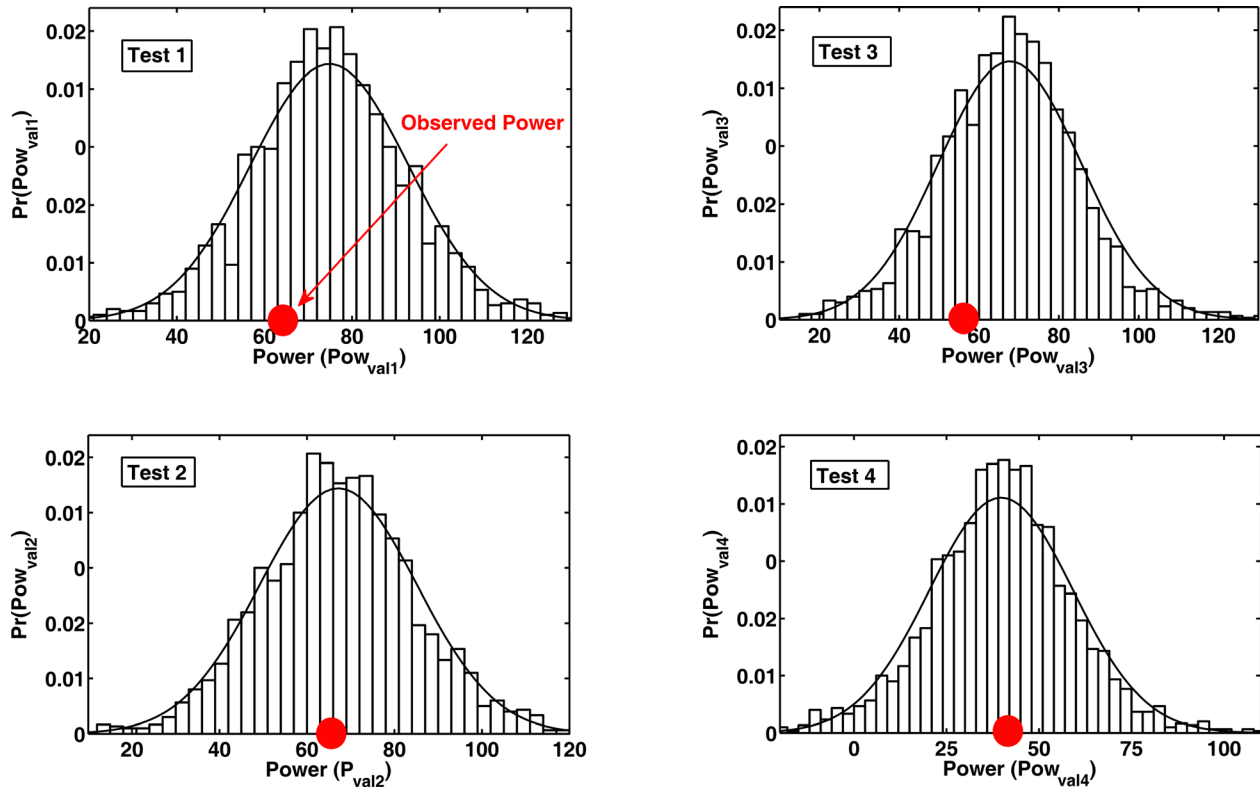 Test 1
Observed Power
0.02
0.01
0
0.02
0.01
0
Pr(Pow_val1)
20 40 60 80 100 120
Power (Pow_val1)
Test 3
0.02
0.01
0
0.02
0.01
0
Pr(Pow_val3)
20 40 60 80 100 120
Power (Pow_val3)
Test 2
0.02
0.01
0
0.02
0.01
0
Pr(Pow_val2)
20 40 60 80 100 120
Power (P_val2)
Test 4
0.02
0.01
0
0.02
0.01
0
Pr(Pow_val4)
0 25 50 75 100
Power (Pow_val4)